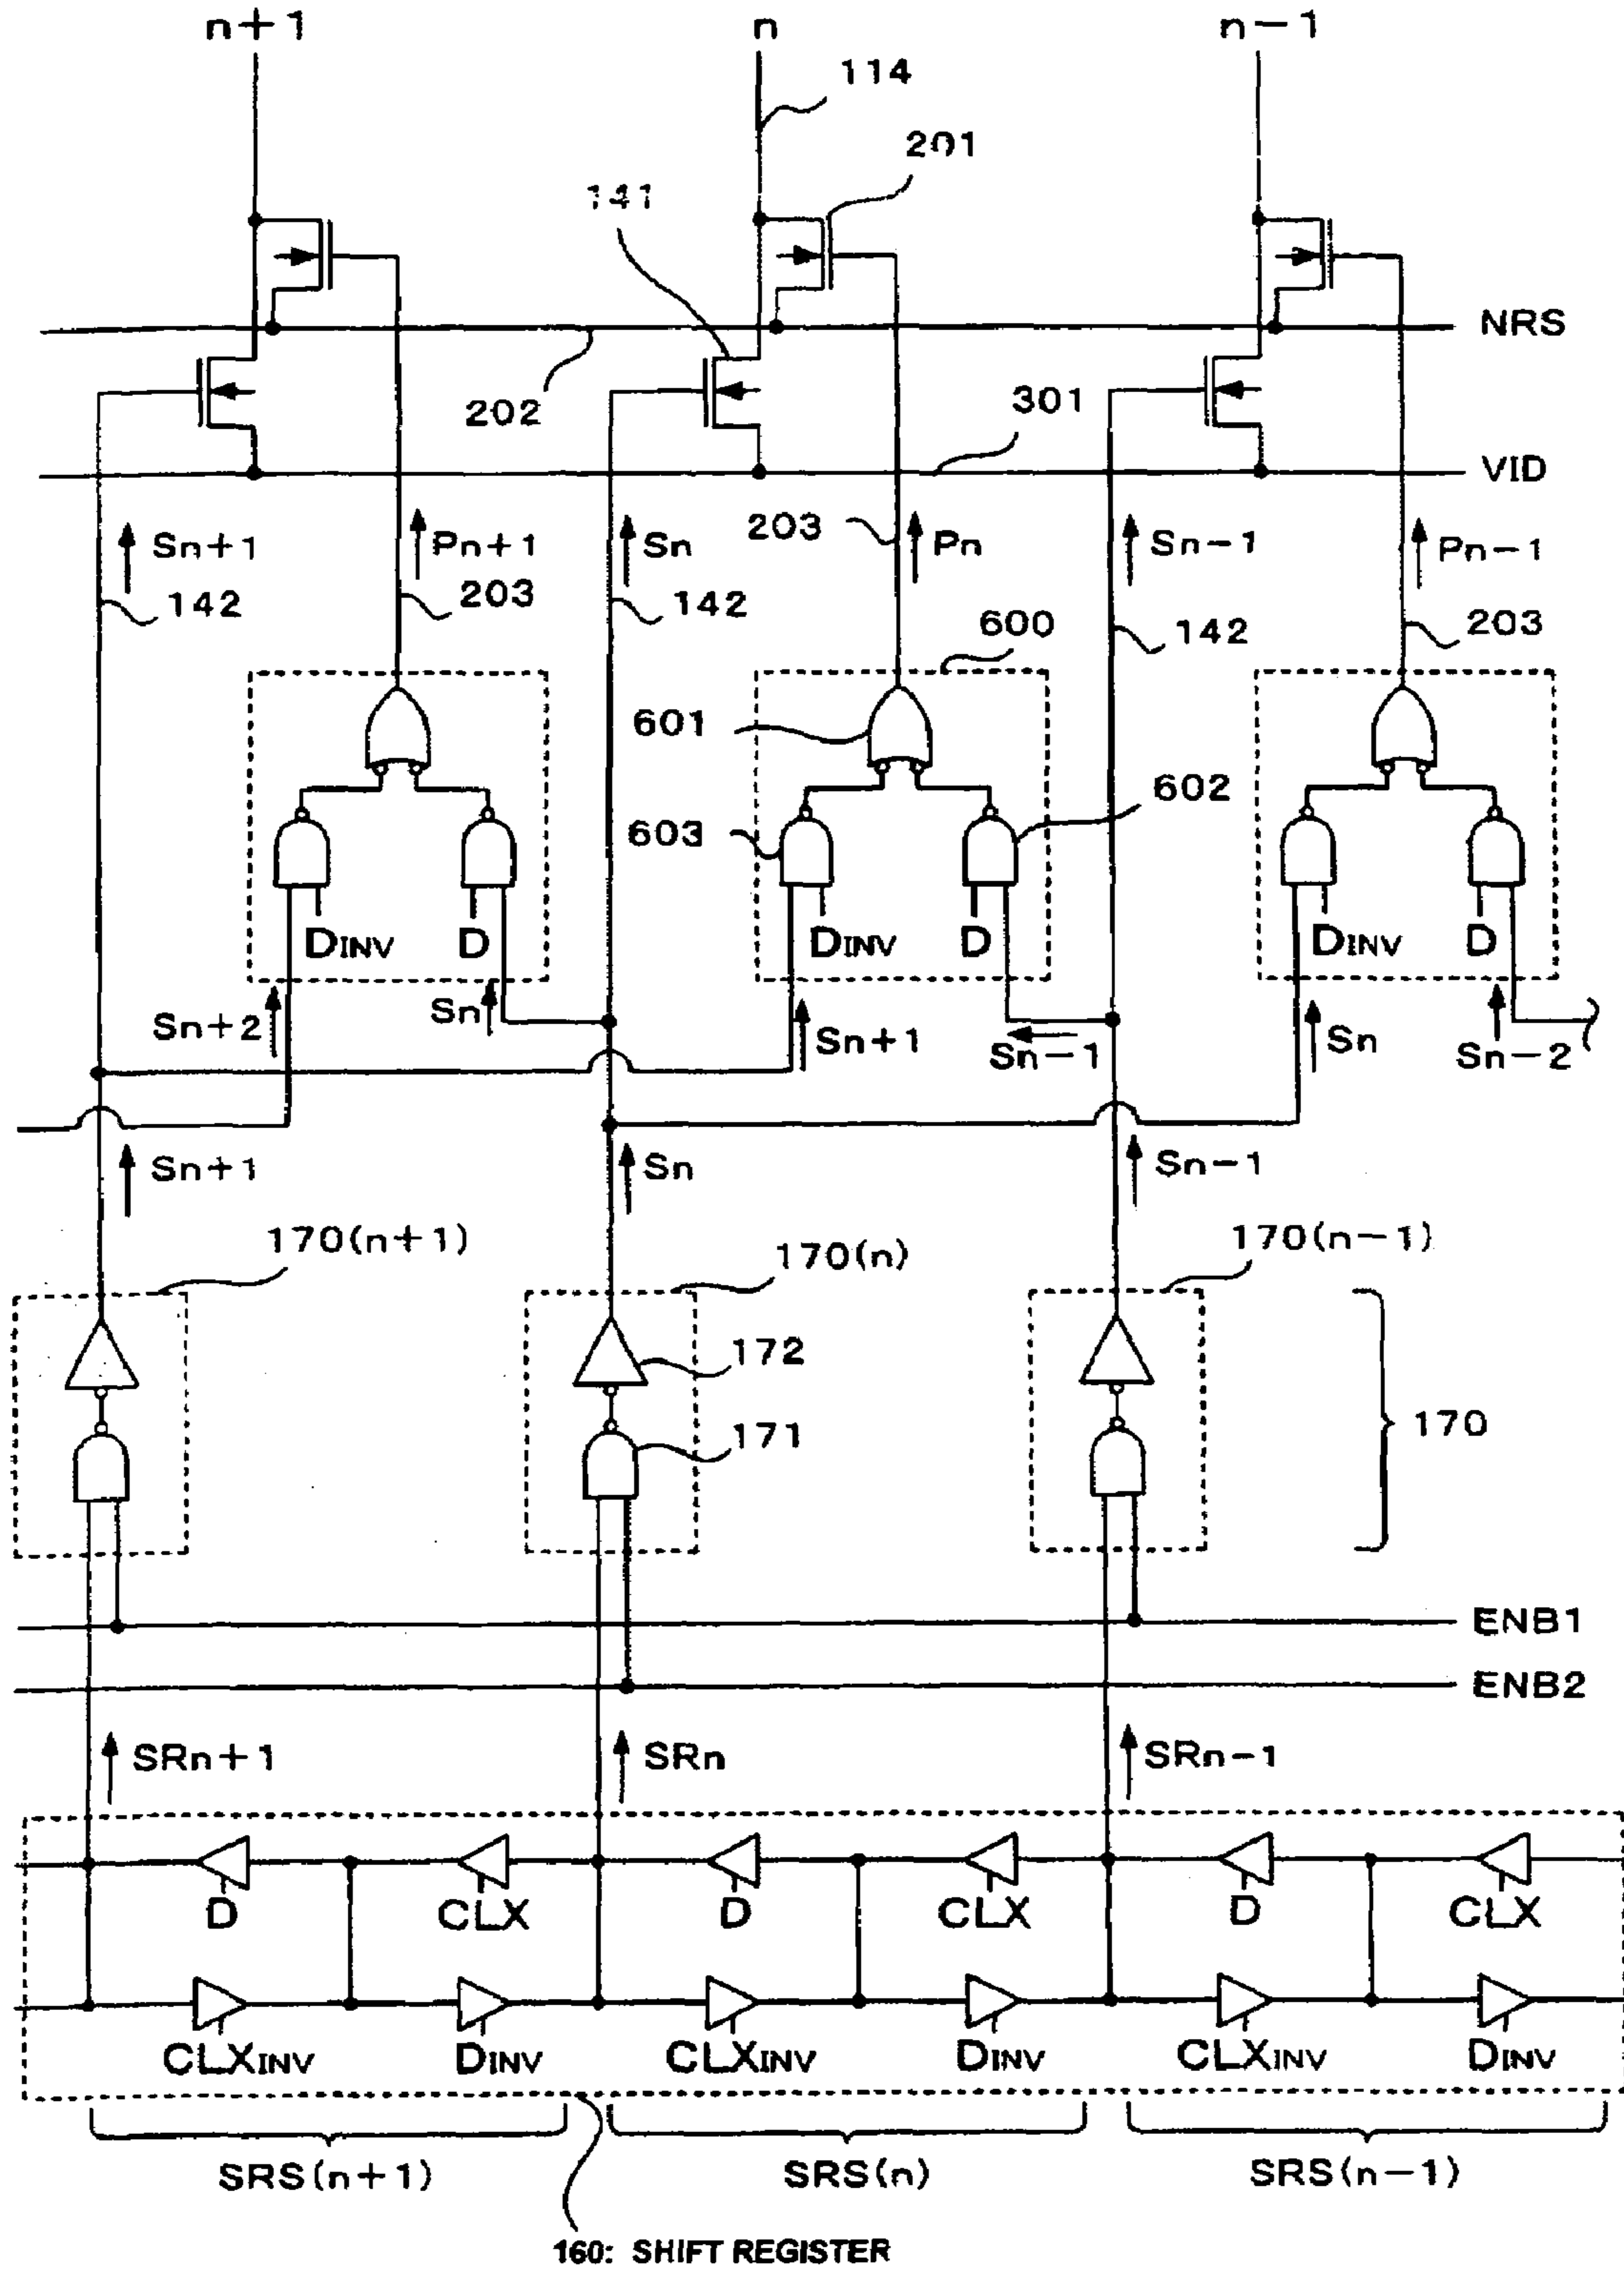 n+1 n n-1
114
201
141
NRS
202 301
VID
Sn+1 Pn+1 Sn 203 Pn Sn-1 Pn-1
142 203 142 600 142 203
601
602
603
DINV D DINV D DINV D
Sn+2 Sn Sn+1 Sn-1 Sn Sn-2
Sn+1 Sn Sn-1
170(n+1) 170(n) 170(n-1)
172
171 170
ENB1
ENB2
SRn+1 SRn SRn-1
D CLX D CLX D CLX
CLXINV DINV CLXINV DINV CLXINV DINV
SRS(n+1) SRS(n) SRS(n-1)
160: SHIFT REGISTER